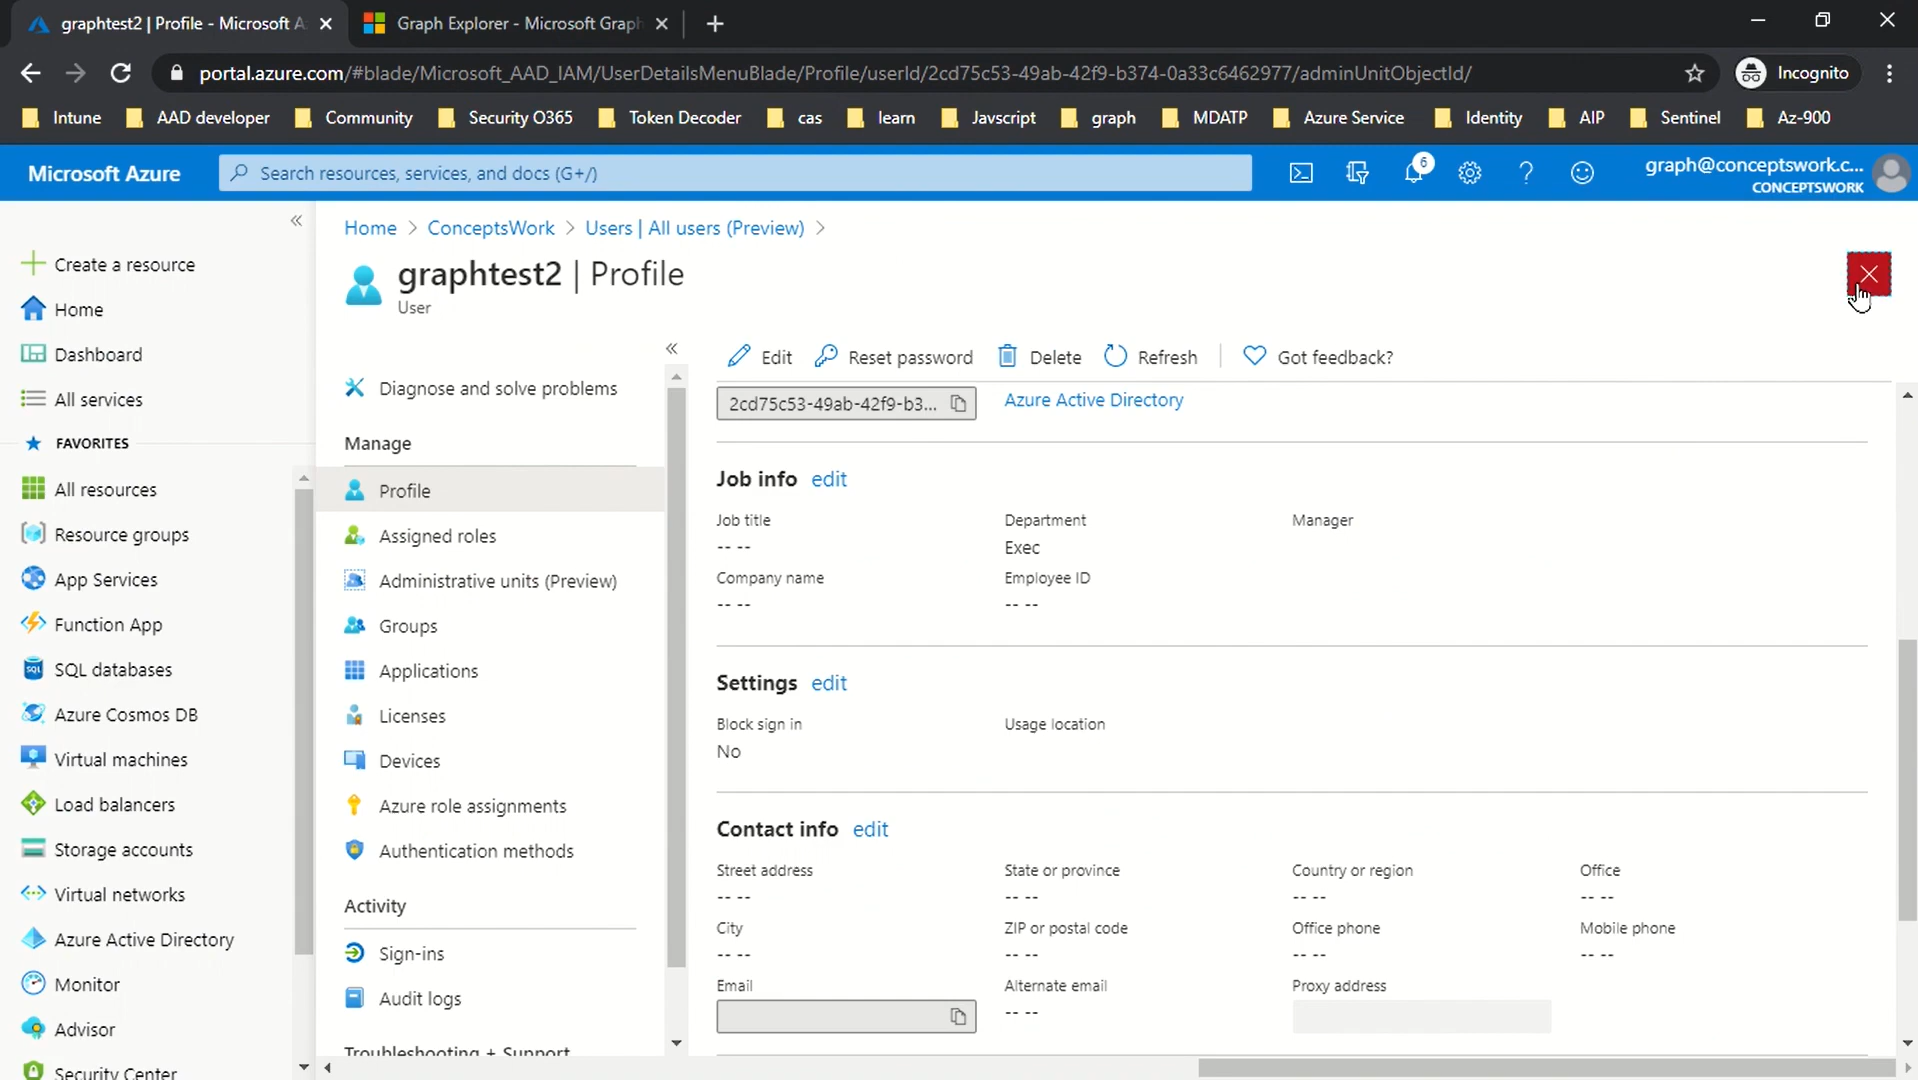 graphtest2 | Profile - Microsoft A
Graph Explorer - Microsoft Graph
portal.azure.com/#blade/Microsoft_AAD_IAM/UserDetailsMenuBlade/Profile/userId/2cd75c53-49ab-42f9-b374-0a33c6462977/adminUnitObjectId/
Incognito
Intune
AAD developer
Community
Security O365
Token Decoder
cas
learn
Javscript
graph
MDATP
Azure Service
Identity
AIP
Sentinel
Az-900
Microsoft Azure
Search resources, services, and docs (G+/)
6
graph@conceptswork.c...
CONCEPTSWORK
Create a resource
Home
Dashboard
All services
FAVORITES
All resources
Resource groups
App Services
Function App
SQL databases
Azure Cosmos DB
Virtual machines
Load balancers
Storage accounts
Virtual networks
Azure Active Directory
Monitor
Advisor
Security Center
Home > ConceptsWork > Users | All users (Preview) >
graphtest2 | Profile
User
Diagnose and solve problems
Manage
Profile
Assigned roles
Administrative units (Preview)
Groups
Applications
Licenses
Devices
Azure role assignments
Authentication methods
Activity
Sign-ins
Audit logs
Troubleshooting + Support
Edit
Reset password
Delete
Refresh
Got feedback?
2cd75c53-49ab-42f9-b3...
Azure Active Directory
Job info edit
Job title
Department
Manager
-- --
Exec
Company name
Employee ID
-- --
-- --
Settings edit
Block sign in
Usage location
No
Contact info edit
Street address
State or province
Country or region
Office
-- --
-- --
-- --
-- --
City
ZIP or postal code
Office phone
Mobile phone
-- --
-- --
-- --
-- --
Email
Alternate email
Proxy address
-- --